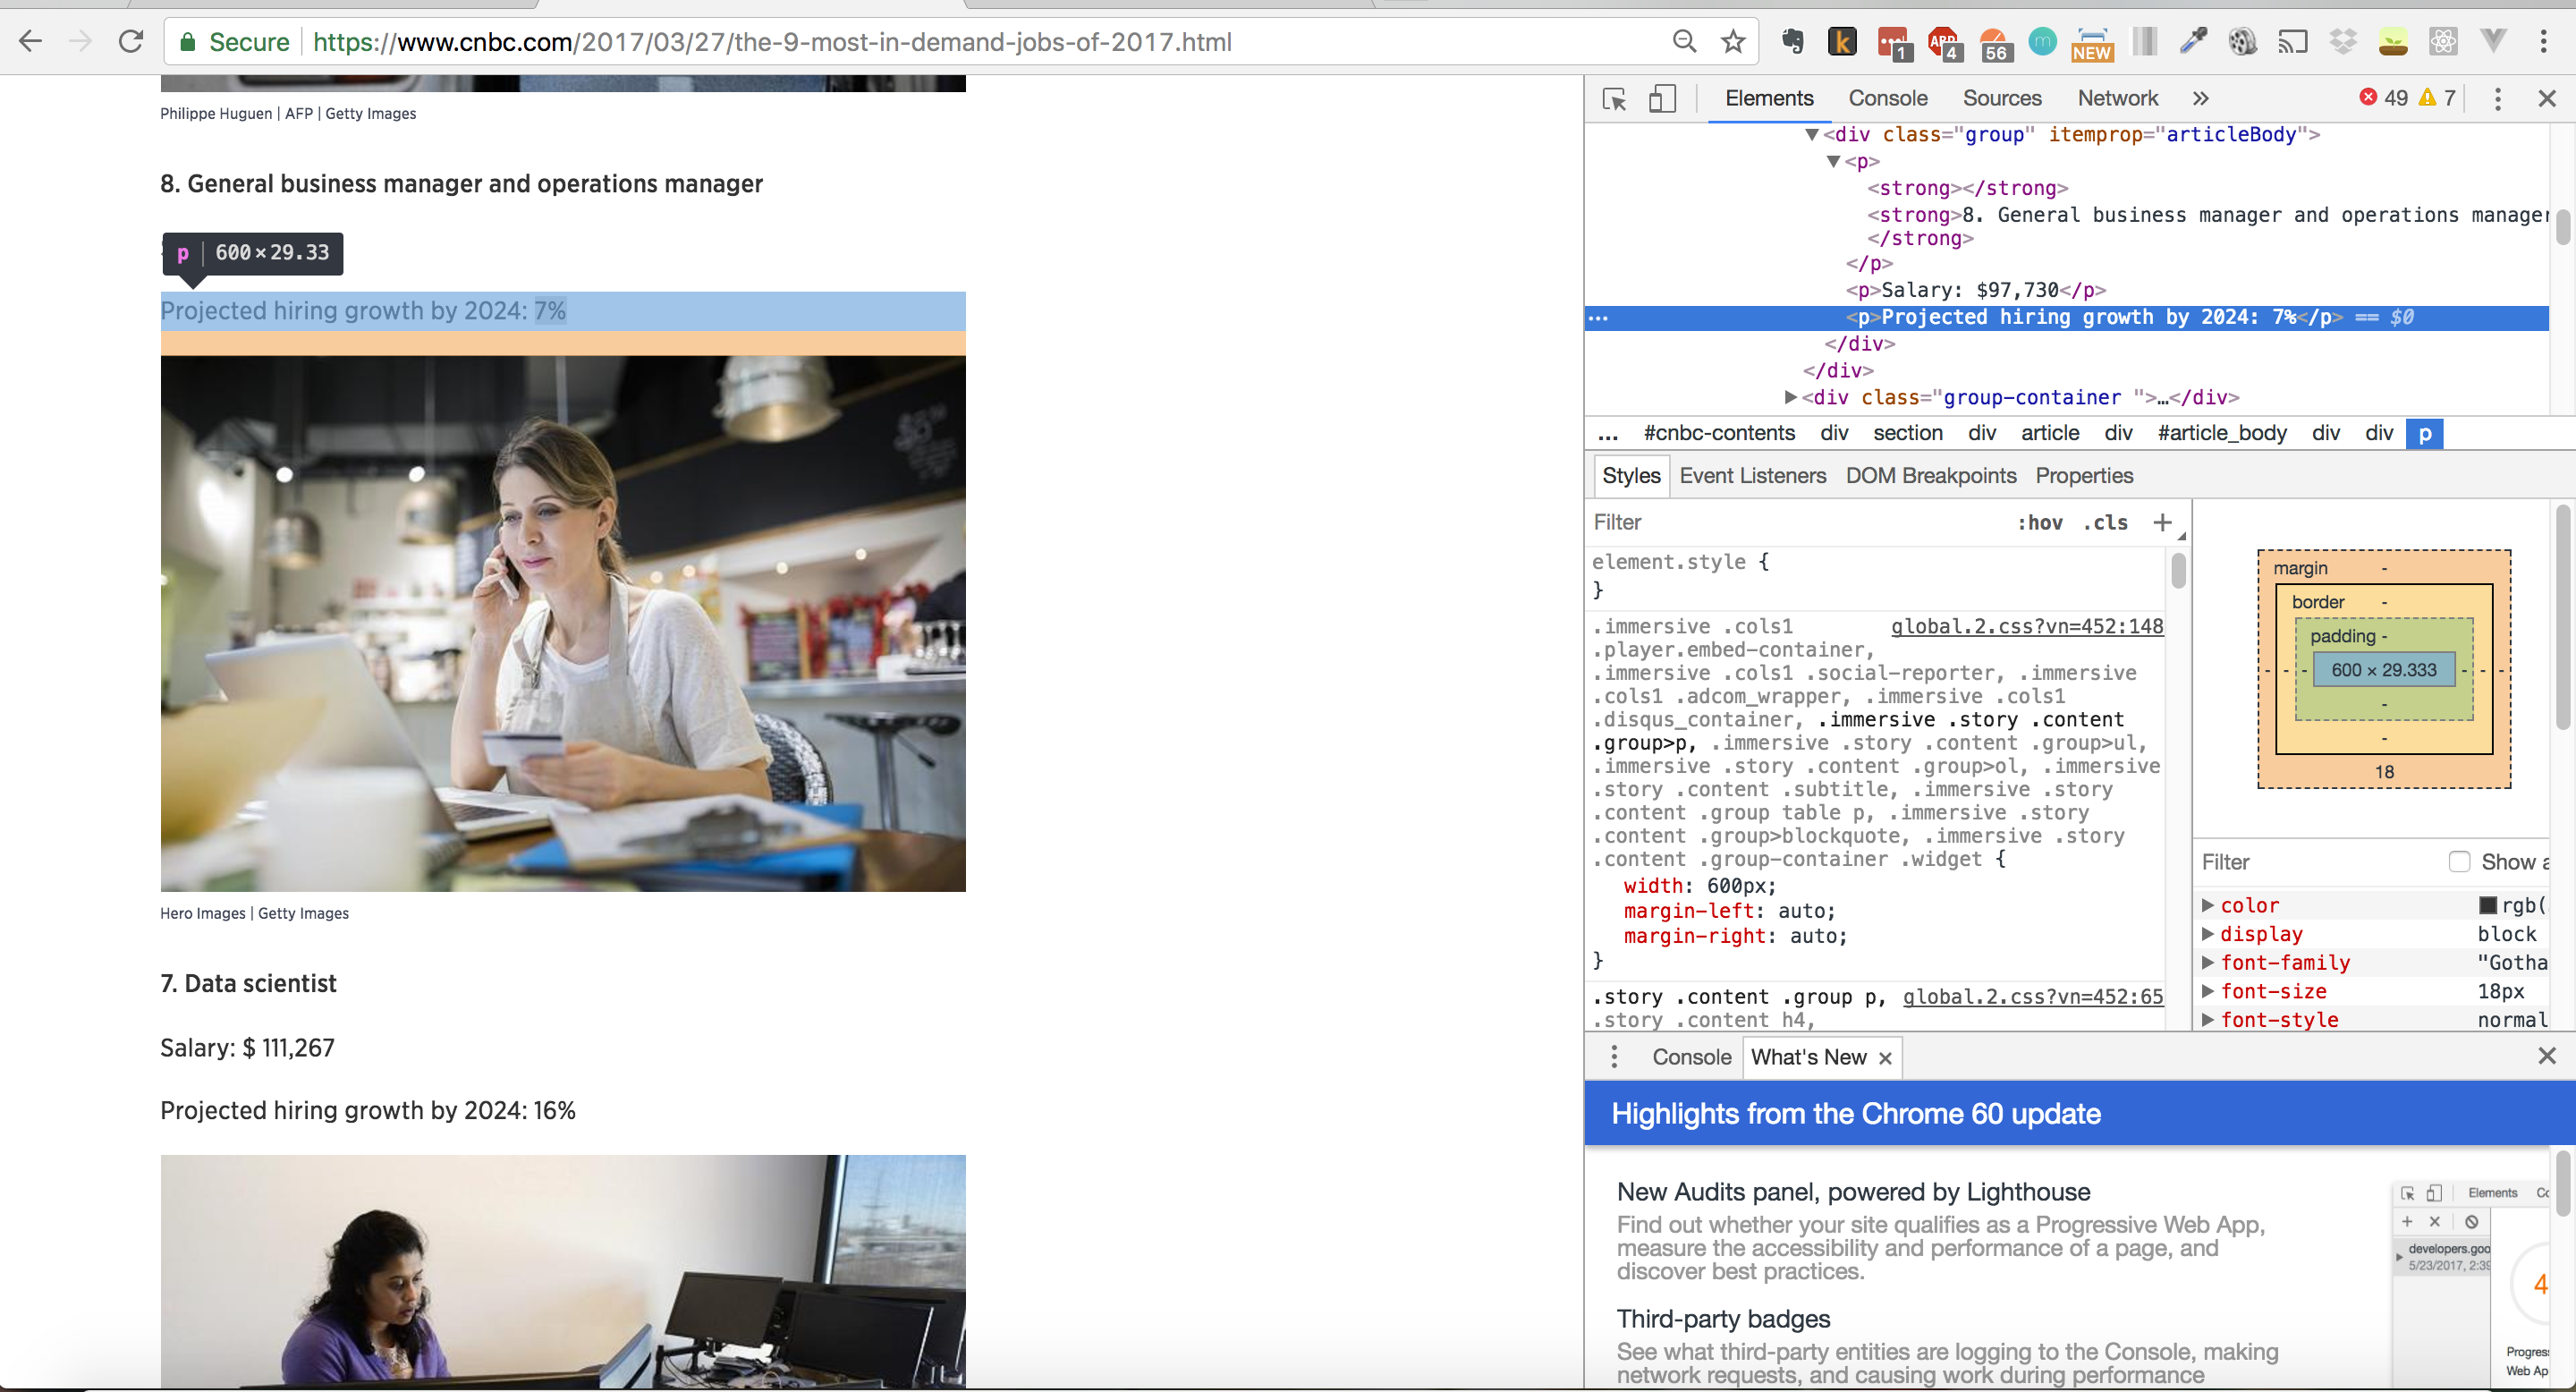 Secure https://www.cnbc.com/2017/03/27/the-9-most-in-demand-jobs-of-2017.html
k 1 ABP 4 56 m NEW
Philippe Huguen | AFP | Getty Images
8. General business manager and operations manager
p 600 × 29.33
Projected hiring growth by 2024: 7%
Hero Images | Getty Images
7. Data scientist
Salary: $ 111,267
Projected hiring growth by 2024: 16%
Elements Console Sources Network » 49 7
<div class="group" itemprop="articleBody">
<p>
<strong></strong>
<strong>8. General business manager and operations manager
</strong>
</p>
<p>Salary: $97,730</p>
… <p>Projected hiring growth by 2024: 7%</p> == $0
</div>
</div>
<div class="group-container ">…</div>
… #cnbc-contents div section div article div #article_body div div p
Styles Event Listeners DOM Breakpoints Properties
Filter :hov .cls +
element.style {
}
.immersive .cols1 global.2.css?vn=452:148
.player.embed-container,
.immersive .cols1 .social-reporter, .immersive
.cols1 .adcom_wrapper, .immersive .cols1
.disqus_container, .immersive .story .content
.group>p, .immersive .story .content .group>ul,
.immersive .story .content .group>ol, .immersive
.story .content .subtitle, .immersive .story
.content .group table p, .immersive .story
.content .group>blockquote, .immersive .story
.content .group-container .widget {
width: 600px;
margin-left: auto;
margin-right: auto;
}
.story .content .group p, global.2.css?vn=452:65
.story .content h4,
margin -
border -
padding -
- - - 600 × 29.333 - - -
-
-
18
Filter Show a
color rgb(
display block
font-family "Gotha
font-size 18px
font-style normal
Console What's New ×
Highlights from the Chrome 60 update
New Audits panel, powered by Lighthouse
Find out whether your site qualifies as a Progressive Web App,
measure the accessibility and performance of a page, and
discover best practices.
Third-party badges
See what third-party entities are logging to the Console, making
network requests, and causing work during performance
Elements Co
developers.goo
5/23/2017, 2:39
4
Progres
Web Ap